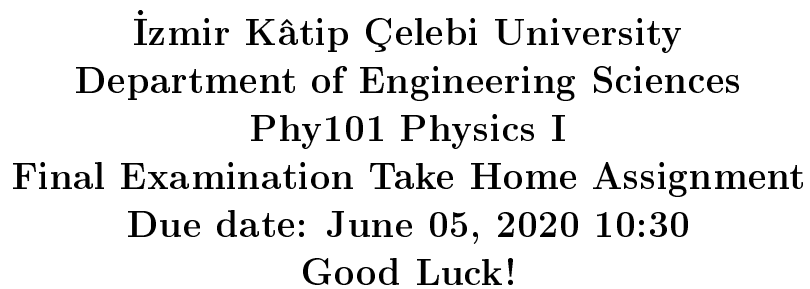 İzmir Kâtip Çelebi University
Department of Engineering Sciences
Phy101 Physics I
Final Examination Take Home Assignment
Due date: June 05, 2020 10:30
Good Luck!